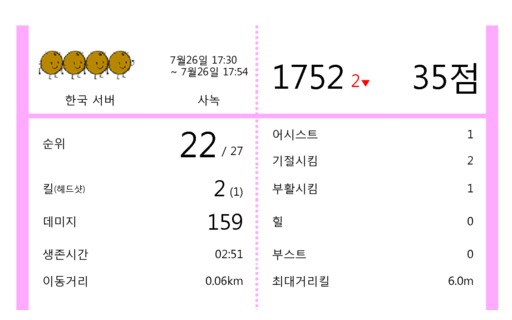 7월26일 17:30
~ 7월26일 17:54
한국 서버
사녹
1752 2▼
35점
순위
22 / 27
킬(헤드샷)
2 (1)
데미지
159
생존시간
02:51
이동거리
0.06km
어시스트
1
기절시킴
2
부활시킴
1
힐
0
부스트
0
최대거리킬
6.0m